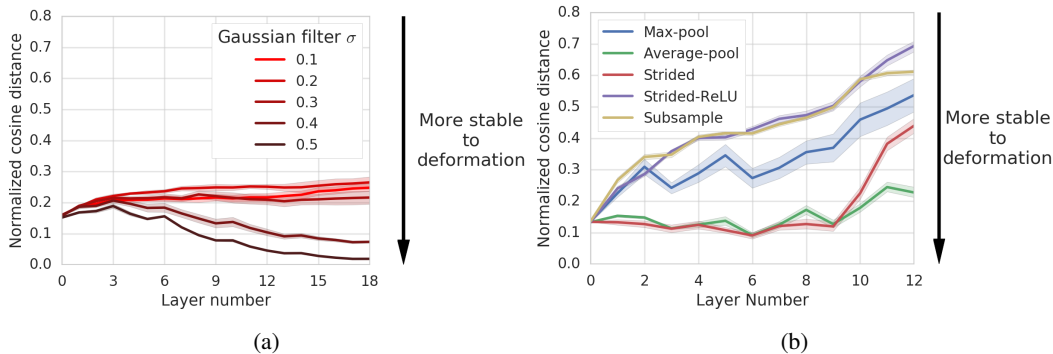 0.8
0.7
0.6
0.5
0.4
0.3
0.2
0.1
0.0
Normalized cosine distance
Gaussian filter σ
0.1
0.2
0.3
0.4
0.5
0 3 6 9 12 15 18
Layer number
More stable
to
deformation
(a)
0.8
0.7
0.6
0.5
0.4
0.3
0.2
0.1
0.0
Normalized cosine distance
Max-pool
Average-pool
Strided
Strided-ReLU
Subsample
0 2 4 6 8 10 12
Layer Number
More stable
to
deformation
(b)